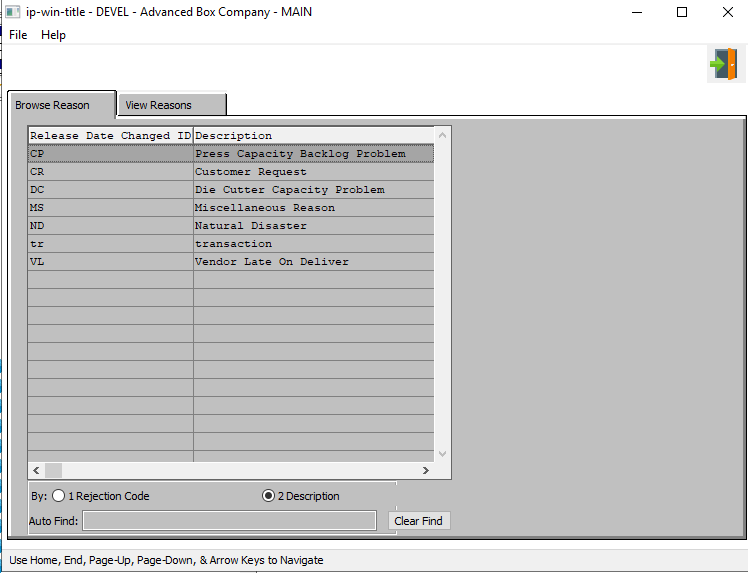 ip-win-title - DEVEL - Advanced Box Company - MAIN
File Help
Browse Reason View Reasons
Release Date Changed ID Description
CP Press Capacity Backlog Problem
CR Customer Request
DC Die Cutter Capacity Problem
MS Miscellaneous Reason
ND Natural Disaster
tr transaction
VL Vendor Late On Deliver
By: 1 Rejection Code 2 Description
Auto Find: Clear Find
Use Home, End, Page-Up, Page-Down, & Arrow Keys to Navigate